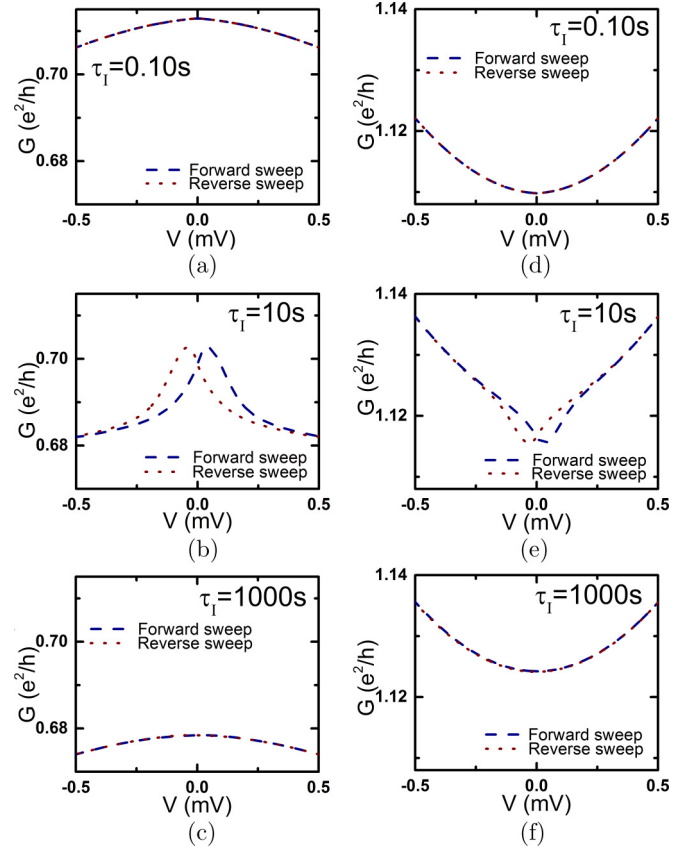 G (e²/h)
0.70
0.68
τI=0.10s
Forward sweep
Reverse sweep
-0.5 0.0 0.5
V (mV)
(a)
G (e²/h)
1.14
1.12
τI=0.10s
Forward sweep
Reverse sweep
-0.5 0.0 0.5
V (mV)
(d)
G (e²/h)
0.70
0.68
τI=10s
Forward sweep
Reverse sweep
-0.5 0.0 0.5
V (mV)
(b)
G (e²/h)
1.14
1.12
τI=10s
Forward sweep
Reverse sweep
-0.5 0.0 0.5
V (mV)
(e)
G (e²/h)
0.70
0.68
τI=1000s
Forward sweep
Reverse sweep
-0.5 0.0 0.5
V (mV)
(c)
G (e²/h)
1.14
1.12
τI=1000s
Forward sweep
Reverse sweep
-0.5 0.0 0.5
V (mV)
(f)